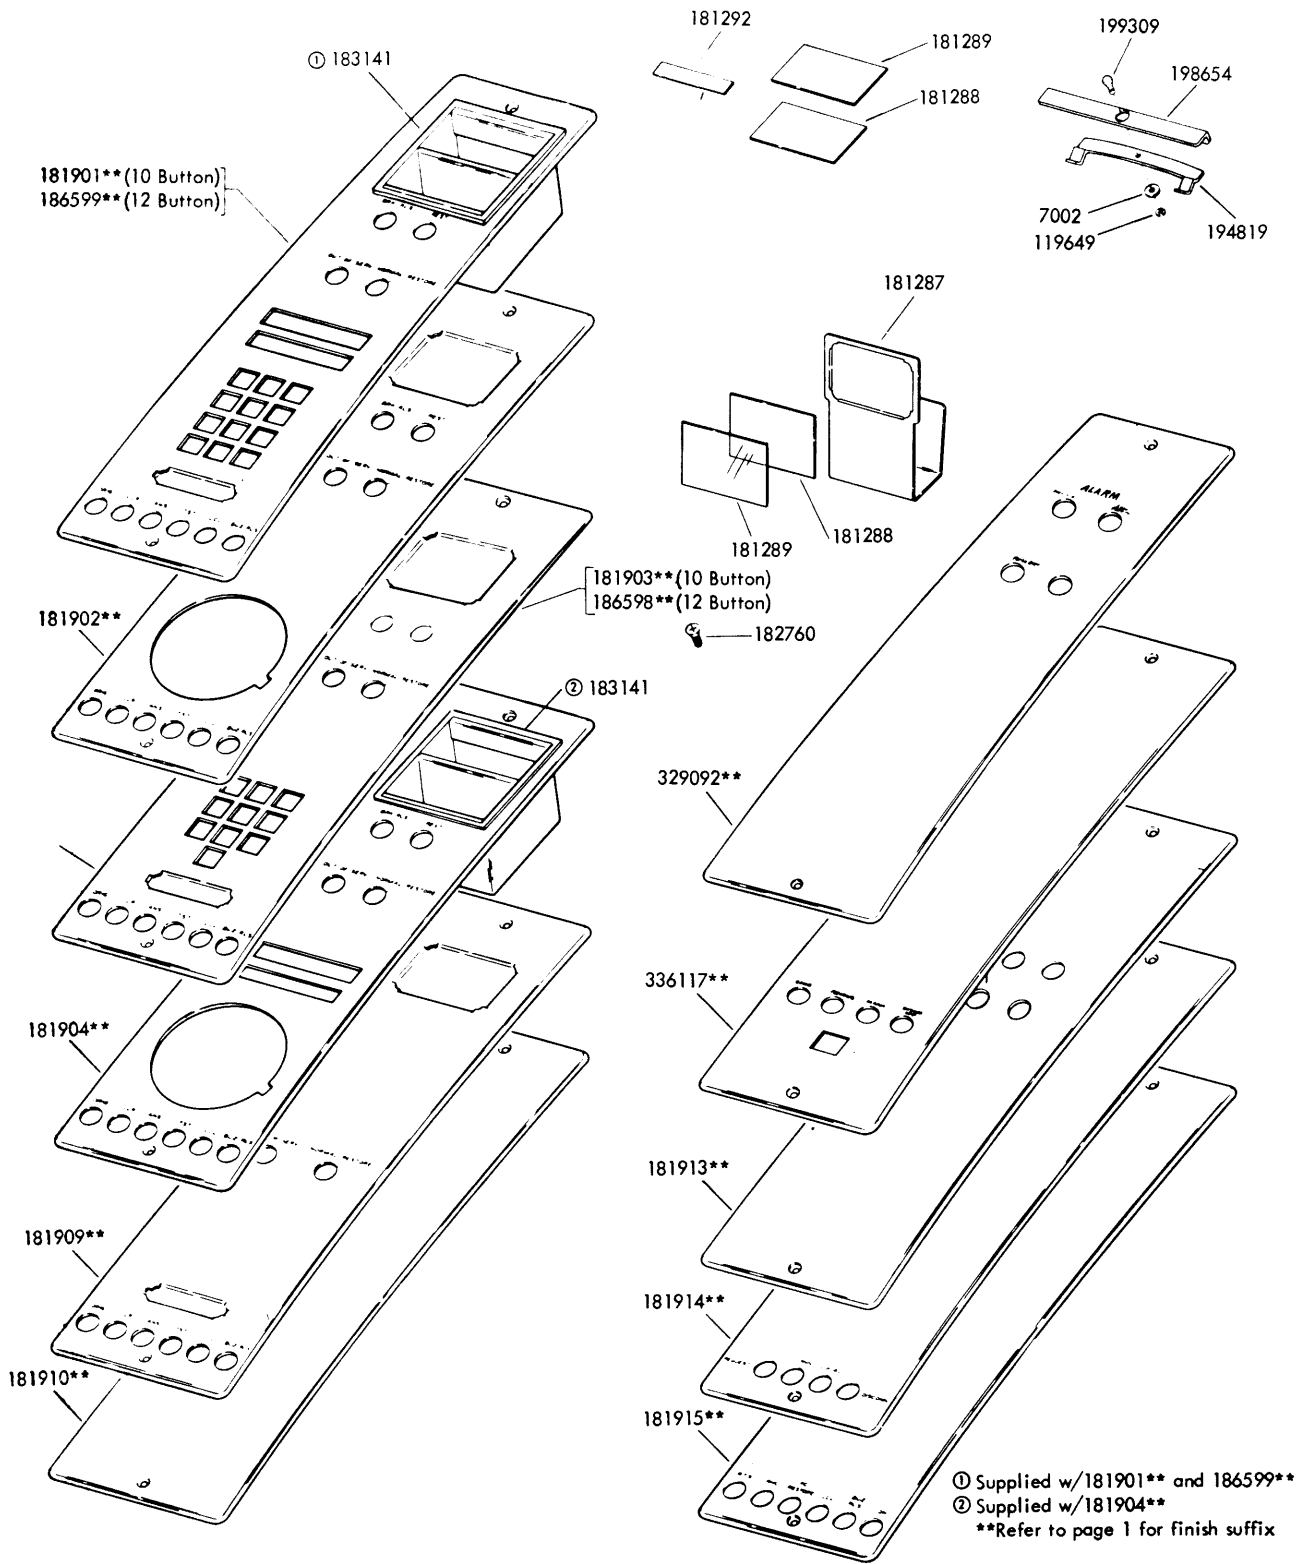 181292
199309
181289
① 183141
198654
181288
181901**(10 Button)
186599**(12 Button)
7002
119649
194819
181287
ALARM
181288
181289
181903**(10 Button)
186598**(12 Button)
181902**
182760
② 183141
329092**
336117**
181904**
181913**
181909**
181914**
181910**
181915**
① Supplied w/181901** and 186599**
② Supplied w/181904**
**Refer to page 1 for finish suffix